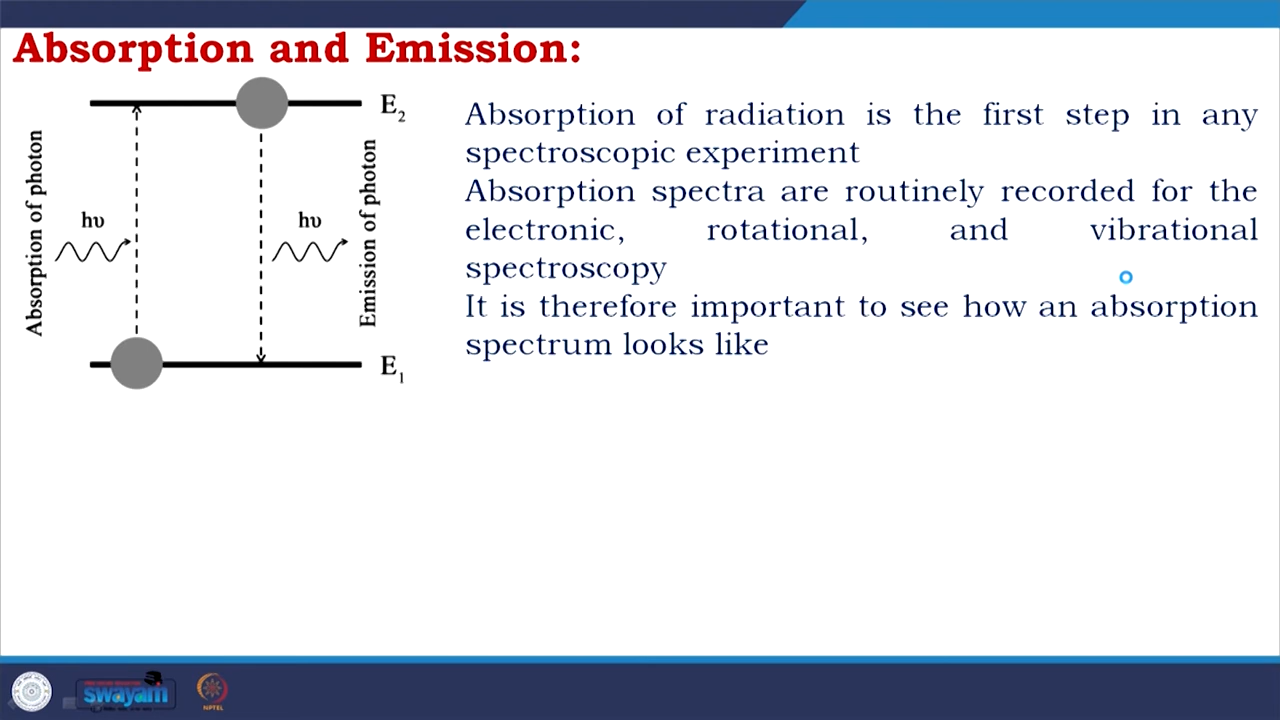 Absorption and Emission:
Absorption of photon
hυ
hυ
Emission of photon
E2
E1
Absorption of radiation is the first step in any
spectroscopic experiment
Absorption spectra are routinely recorded for the
electronic, rotational, and vibrational
spectroscopy
It is therefore important to see how an absorption
spectrum looks like
swayam
NPTEL